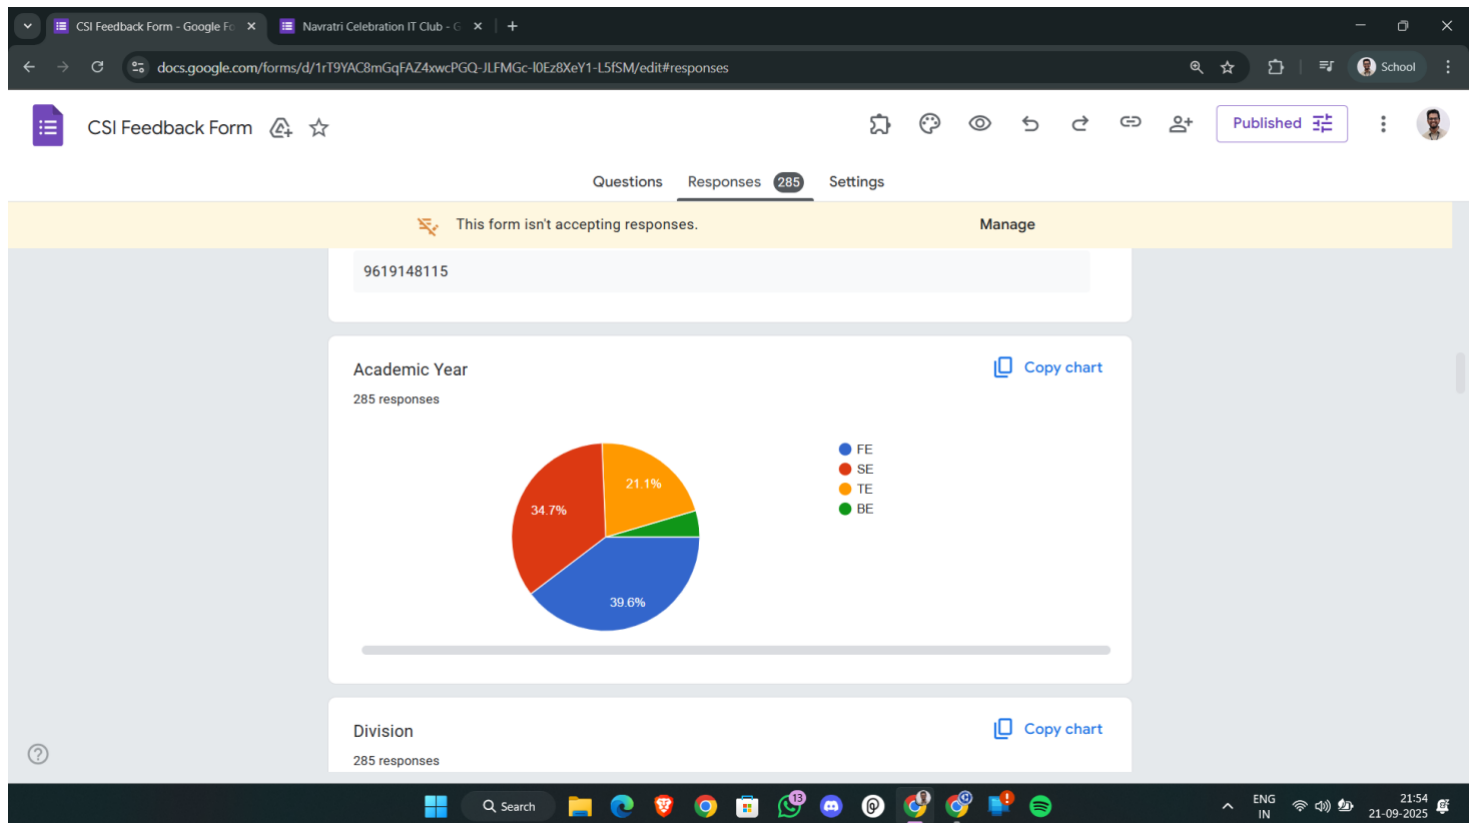 CSI Feedback Form - Google Fo
Navratri Celebration IT Club - G
docs.google.com/forms/d/1rT9YAC8mGqFAZ4xwcPGQ-JLFMGc-l0Ez8XeY1-L5fSM/edit#responses
School
CSI Feedback Form
Published
Questions Responses 285 Settings
This form isn't accepting responses. Manage
9619148115
Academic Year
Copy chart
285 responses
FE
SE
TE
BE
21.1%
34.7%
39.6%
Division
Copy chart
285 responses
Search
13
ENG
IN
21:54
21-09-2025